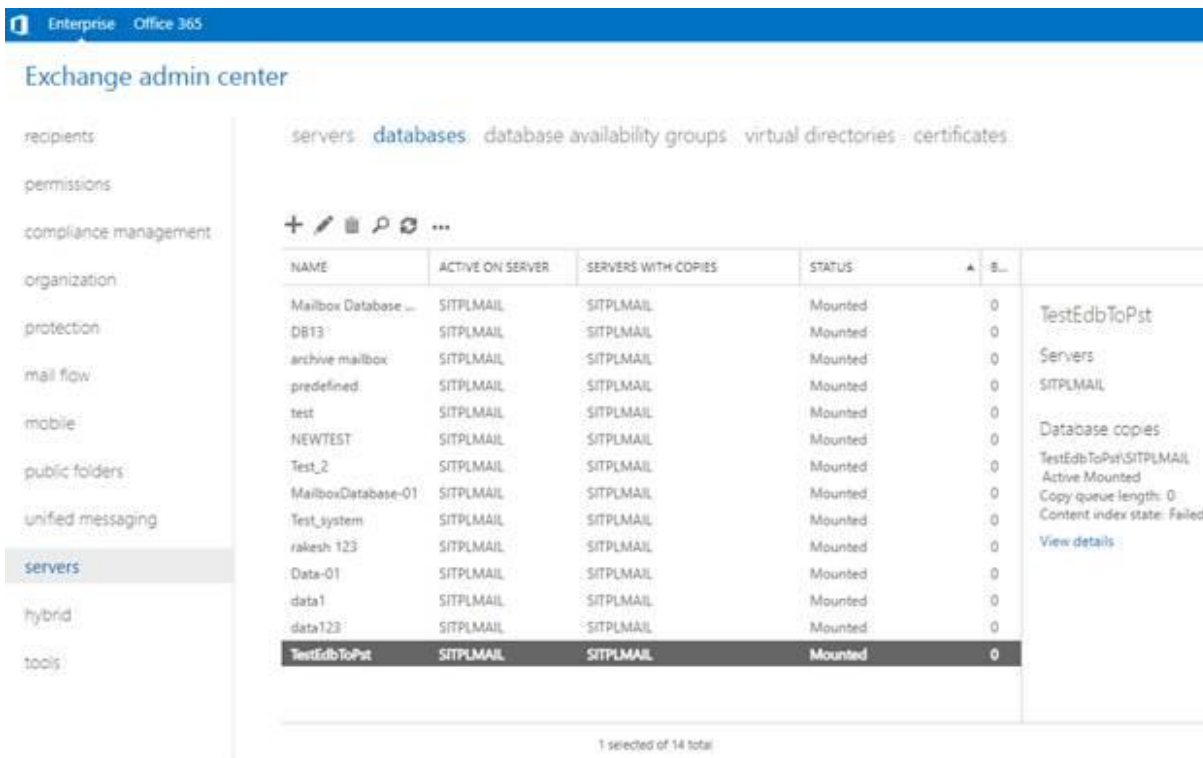 Enterprise Office 365
Exchange admin center
recipients
permissions
compliance management
organization
protection
mail flow
mobile
public folders
unified messaging
servers
hybrid
tools
servers databases database availability groups virtual directories certificates
NAME ACTIVE ON SERVER SERVERS WITH COPIES STATUS B...
Mailbox Database ... SITPLMAIL SITPLMAIL Mounted 0
DB13 SITPLMAIL SITPLMAIL Mounted 0
archive mailbox SITPLMAIL SITPLMAIL Mounted 0
predefined SITPLMAIL SITPLMAIL Mounted 0
test SITPLMAIL SITPLMAIL Mounted 0
NEWTEST SITPLMAIL SITPLMAIL Mounted 0
Test_2 SITPLMAIL SITPLMAIL Mounted 0
MailboxDatabase-01 SITPLMAIL SITPLMAIL Mounted 0
Test_system SITPLMAIL SITPLMAIL Mounted 0
rakesh 123 SITPLMAIL SITPLMAIL Mounted 0
Data-01 SITPLMAIL SITPLMAIL Mounted 0
data1 SITPLMAIL SITPLMAIL Mounted 0
data123 SITPLMAIL SITPLMAIL Mounted 0
TestEdbToPst SITPLMAIL SITPLMAIL Mounted 0
1 selected of 14 total
TestEdbToPst
Servers
SITPLMAIL
Database copies
TestEdbToPst\SITPLMAIL
Active Mounted
Copy queue length: 0
Content index state: Failed
View details